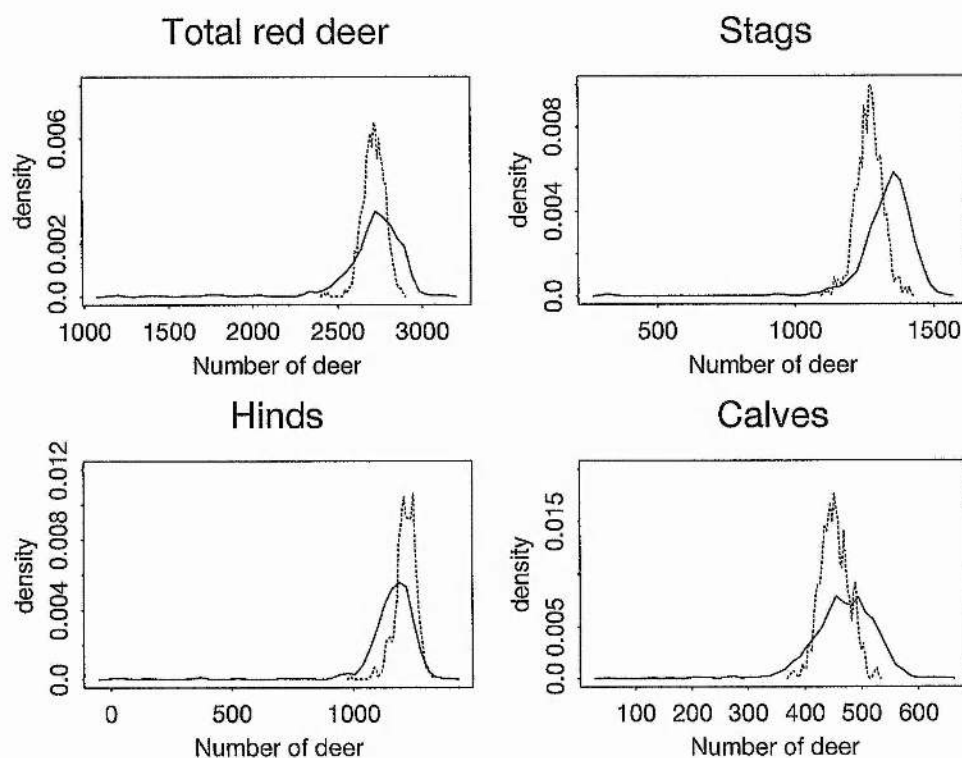 Total red deer
density
0.0 0.002 0.006
1000 1500 2000 2500 3000
Number of deer
Stags
density
0.0 0.004 0.008
500 1000 1500
Number of deer
Hinds
density
0.0 0.004 0.008 0.012
0 500 1000
Number of deer
Calves
density
0.0 0.005 0.015
100 200 300 400 500 600
Number of deer